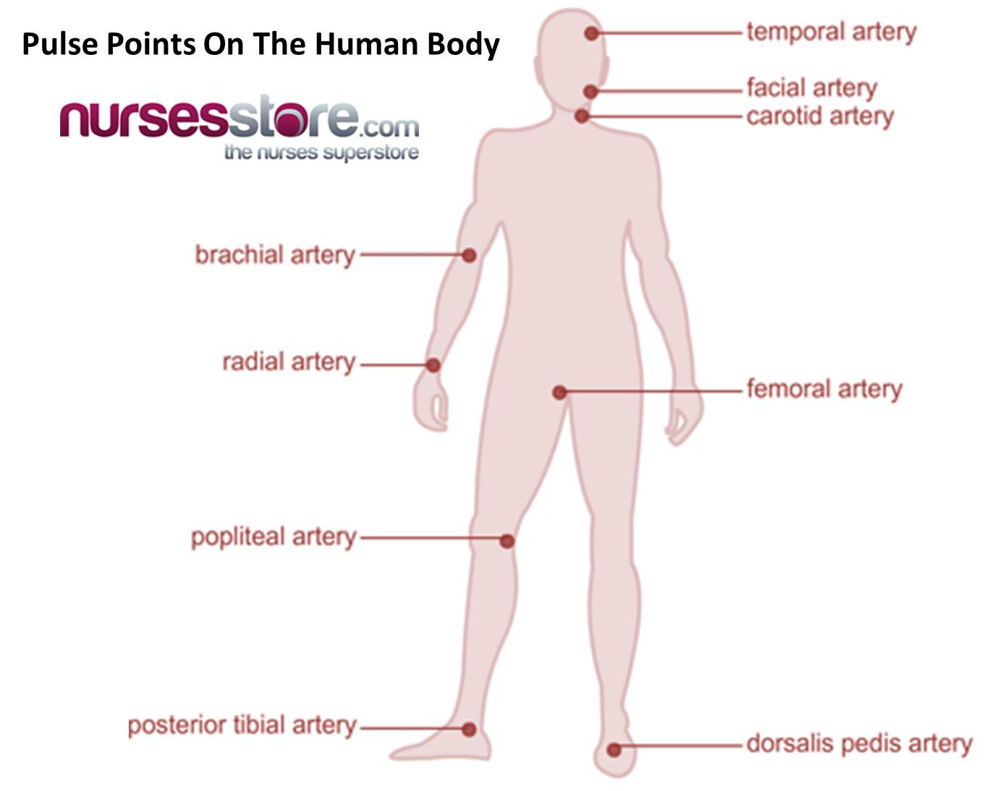 Pulse Points On The Human Body
nursesstore.com
the nurses superstore
temporal artery
facial artery
carotid artery
brachial artery
radial artery
femoral artery
popliteal artery
posterior tibial artery
dorsalis pedis artery